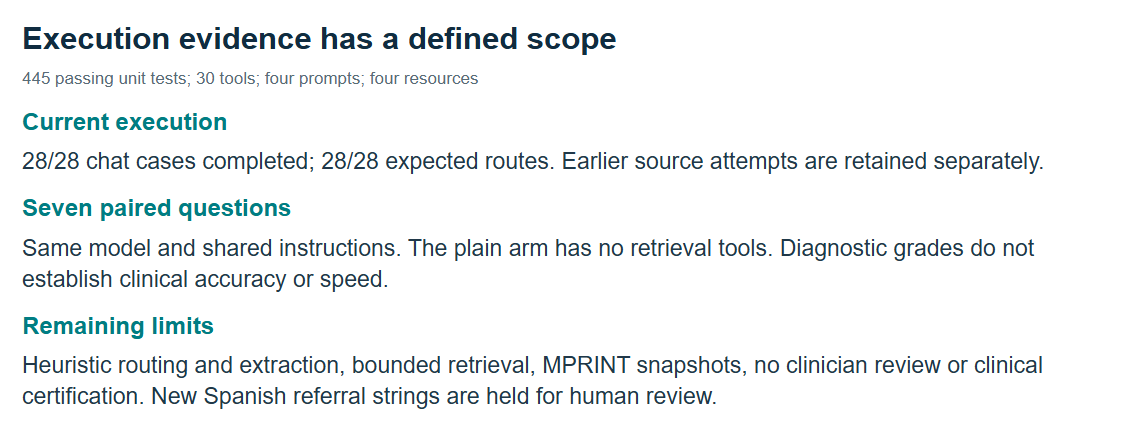 Execution evidence has a defined scope
445 passing unit tests; 30 tools; four prompts; four resources
Current execution
28/28 chat cases completed; 28/28 expected routes. Earlier source attempts are retained separately.
Seven paired questions
Same model and shared instructions. The plain arm has no retrieval tools. Diagnostic grades do not
establish clinical accuracy or speed.
Remaining limits
Heuristic routing and extraction, bounded retrieval, MPRINT snapshots, no clinician review or clinical
certification. New Spanish referral strings are held for human review.